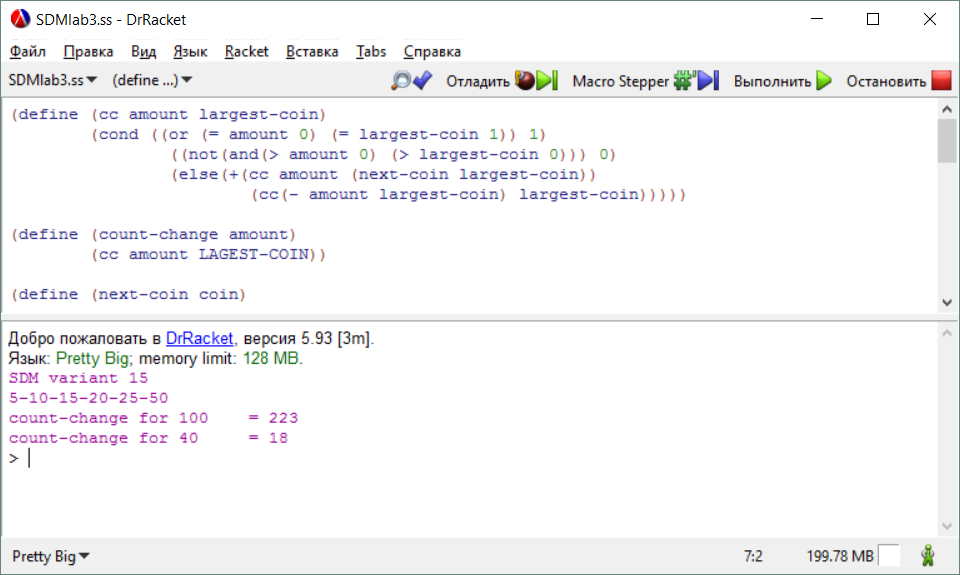 SDMlab3.ss - DrRacket
Файл Правка Вид Язык Racket Вставка Tabs Справка
SDMlab3.ss (define ...) Отладить Macro Stepper Выполнить Остановить
(define (cc amount largest-coin)
(cond ((or (= amount 0) (= largest-coin 1)) 1)
((not(and(> amount 0) (> largest-coin 0))) 0)
(else(+(cc amount (next-coin largest-coin))
(cc(- amount largest-coin) largest-coin)))))
(define (count-change amount)
(cc amount LAGEST-COIN))
(define (next-coin coin)
Добро пожаловать в DrRacket, версия 5.93 [3m].
Язык: Pretty Big; memory limit: 128 MB.
SDM variant 15
5-10-15-20-25-50
count-change for 100 = 223
count-change for 40 = 18
>
Pretty Big 7:2 199.78 MB